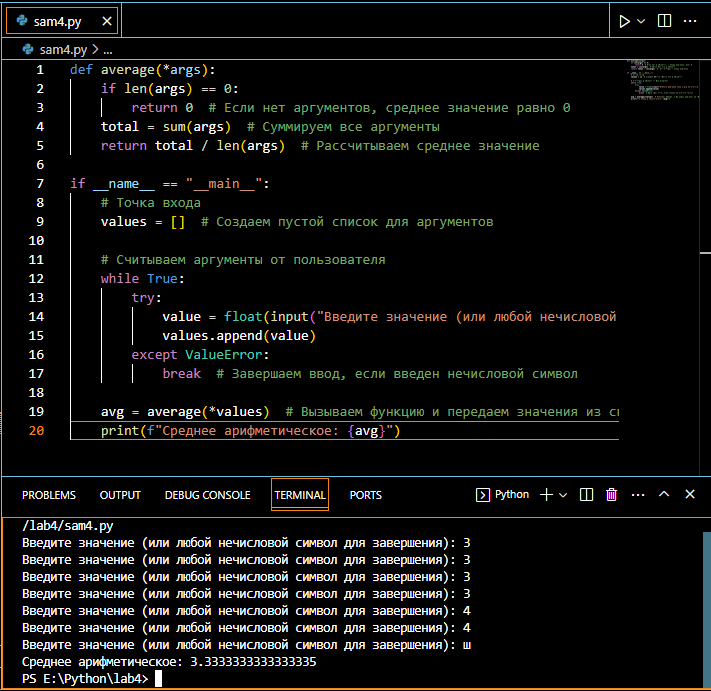 sam4.py
sam4.py > ...
1 def average(*args):
2     if len(args) == 0:
3         return 0  # Если нет аргументов, среднее значение равно 0
4     total = sum(args)  # Суммируем все аргументы
5     return total / len(args)  # Рассчитываем среднее значение
6
7 if __name__ == "__main__":
8     # Точка входа
9     values = []  # Создаем пустой список для аргументов
10
11     # Считываем аргументы от пользователя
12     while True:
13         try:
14             value = float(input("Введите значение (или любой нечисловой
15             values.append(value)
16         except ValueError:
17             break  # Завершаем ввод, если введен нечисловой символ
18
19     avg = average(*values)  # Вызываем функцию и передаем значения из
20     print(f"Среднее арифметическое: {avg}")
PROBLEMS OUTPUT DEBUG CONSOLE TERMINAL PORTS Python
/lab4/sam4.py
Введите значение (или любой нечисловой символ для завершения): 3
Введите значение (или любой нечисловой символ для завершения): 3
Введите значение (или любой нечисловой символ для завершения): 3
Введите значение (или любой нечисловой символ для завершения): 3
Введите значение (или любой нечисловой символ для завершения): 4
Введите значение (или любой нечисловой символ для завершения): 4
Введите значение (или любой нечисловой символ для завершения): ш
Среднее арифметическое: 3.3333333333333335
PS E:\Python\lab4>